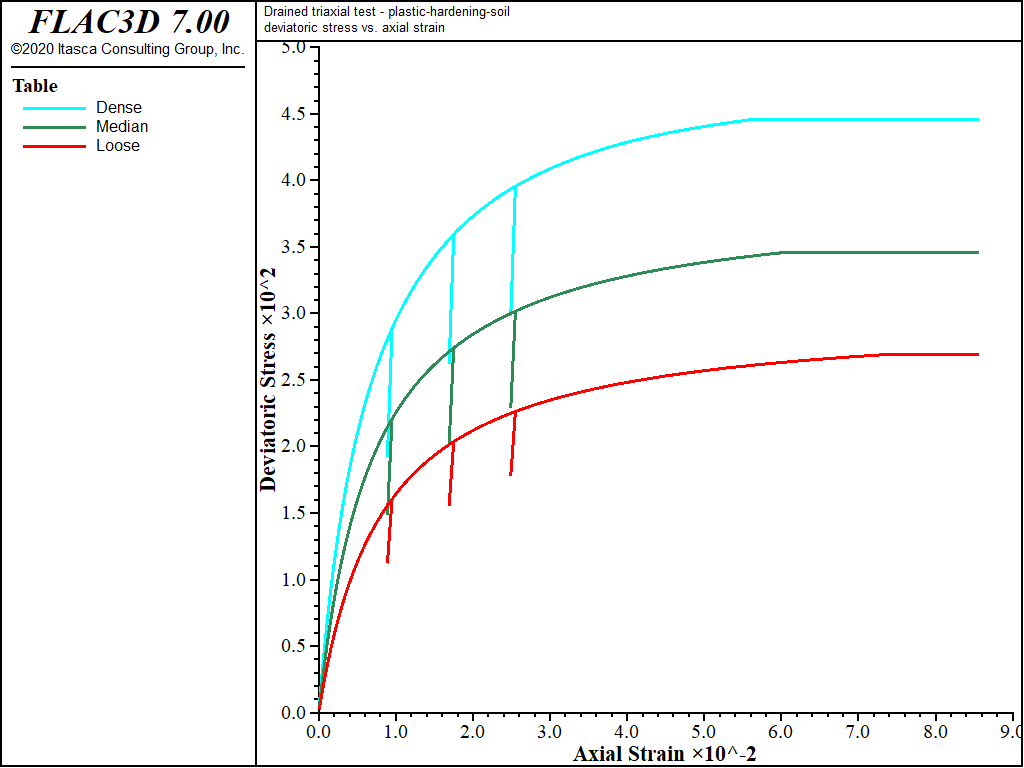 FLAC3D 7.00
©2020 Itasca Consulting Group, Inc.
Table
Dense
Median
Loose
Drained triaxial test - plastic-hardening-soil
deviatoric stress vs. axial strain
5.0
4.5
4.0
3.5
3.0
2.5
2.0
1.5
1.0
0.5
0.0
Deviatoric Stress ×10^2
0.0 1.0 2.0 3.0 4.0 5.0 6.0 7.0 8.0 9.0
Axial Strain ×10^-2